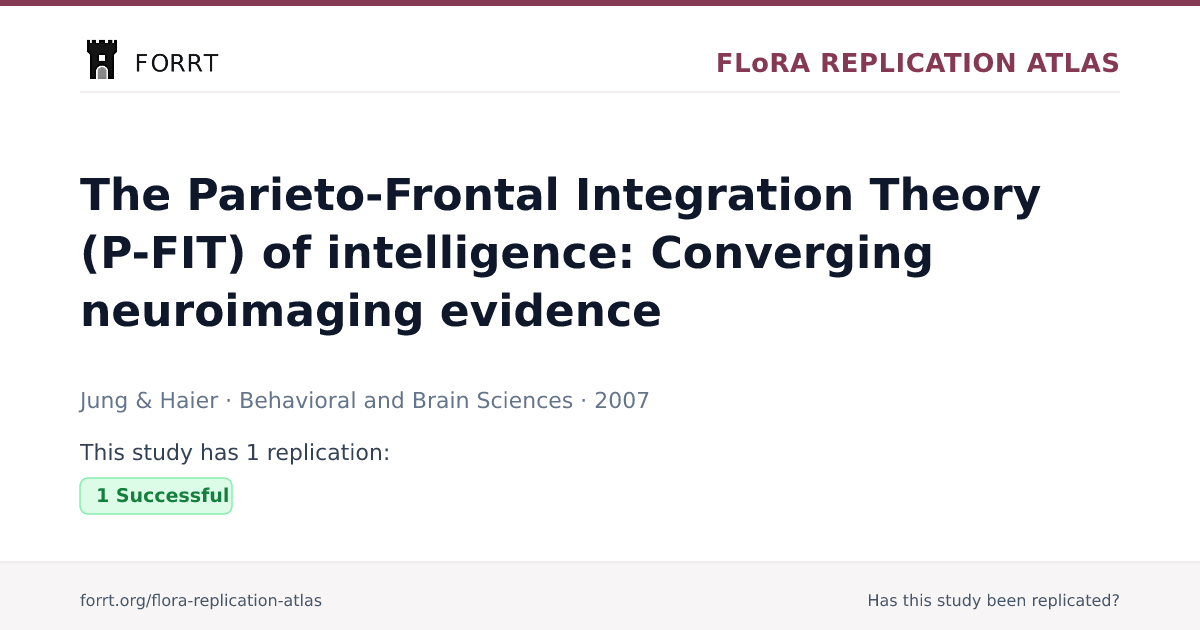 FORRT
FLoRA REPLICATION ATLAS
The Parieto-Frontal Integration Theory
(P-FIT) of intelligence: Converging
neuroimaging evidence
Jung & Haier · Behavioral and Brain Sciences · 2007
This study has 1 replication:
1 Successful
forrt.org/flora-replication-atlas
Has this study been replicated?